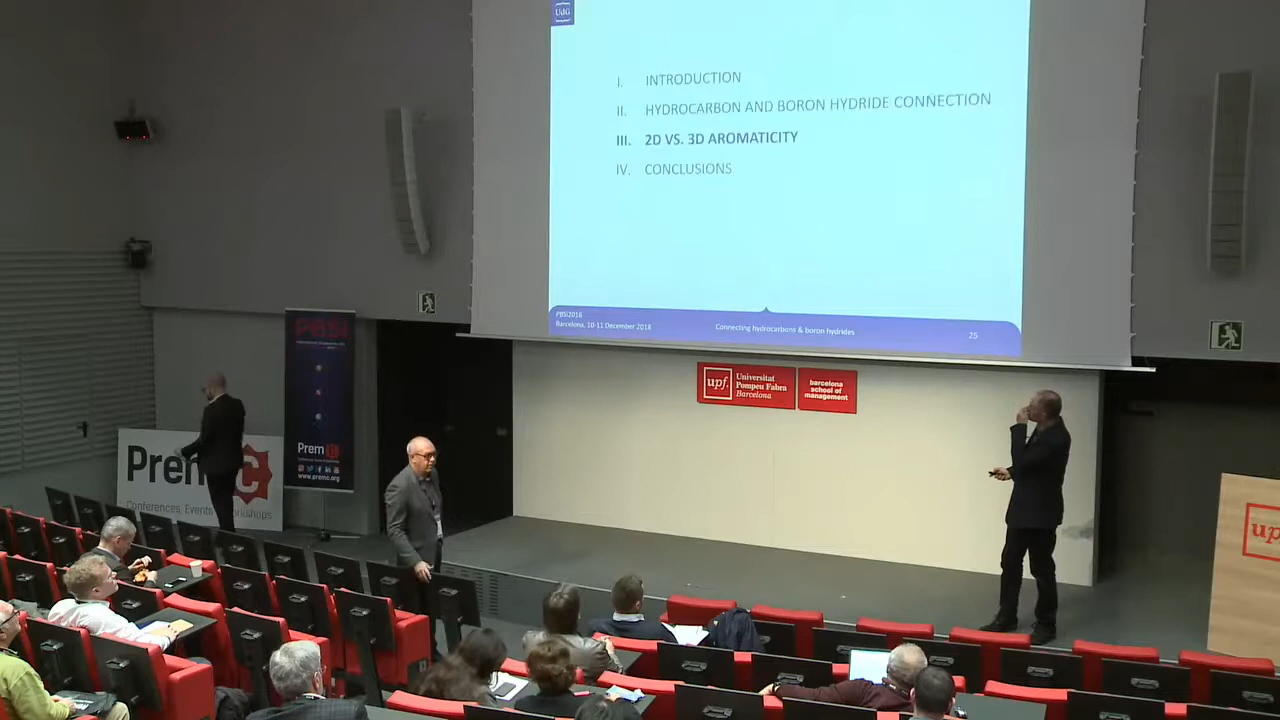 UdG
I. INTRODUCTION
II. HYDROCARBON AND BORON HYDRIDE CONNECTION
III. 2D VS. 3D AROMATICITY
IV. CONCLUSIONS
PBSi2018
Barcelona, 10-11 December 2018
Connecting hydrocarbons & boron hydrides
25
upf.
Universitat
Pompeu Fabra
Barcelona
barcelona
school of
management
PBSi
Prem
www.premc.org
Prem C
Conferences, Events
upf